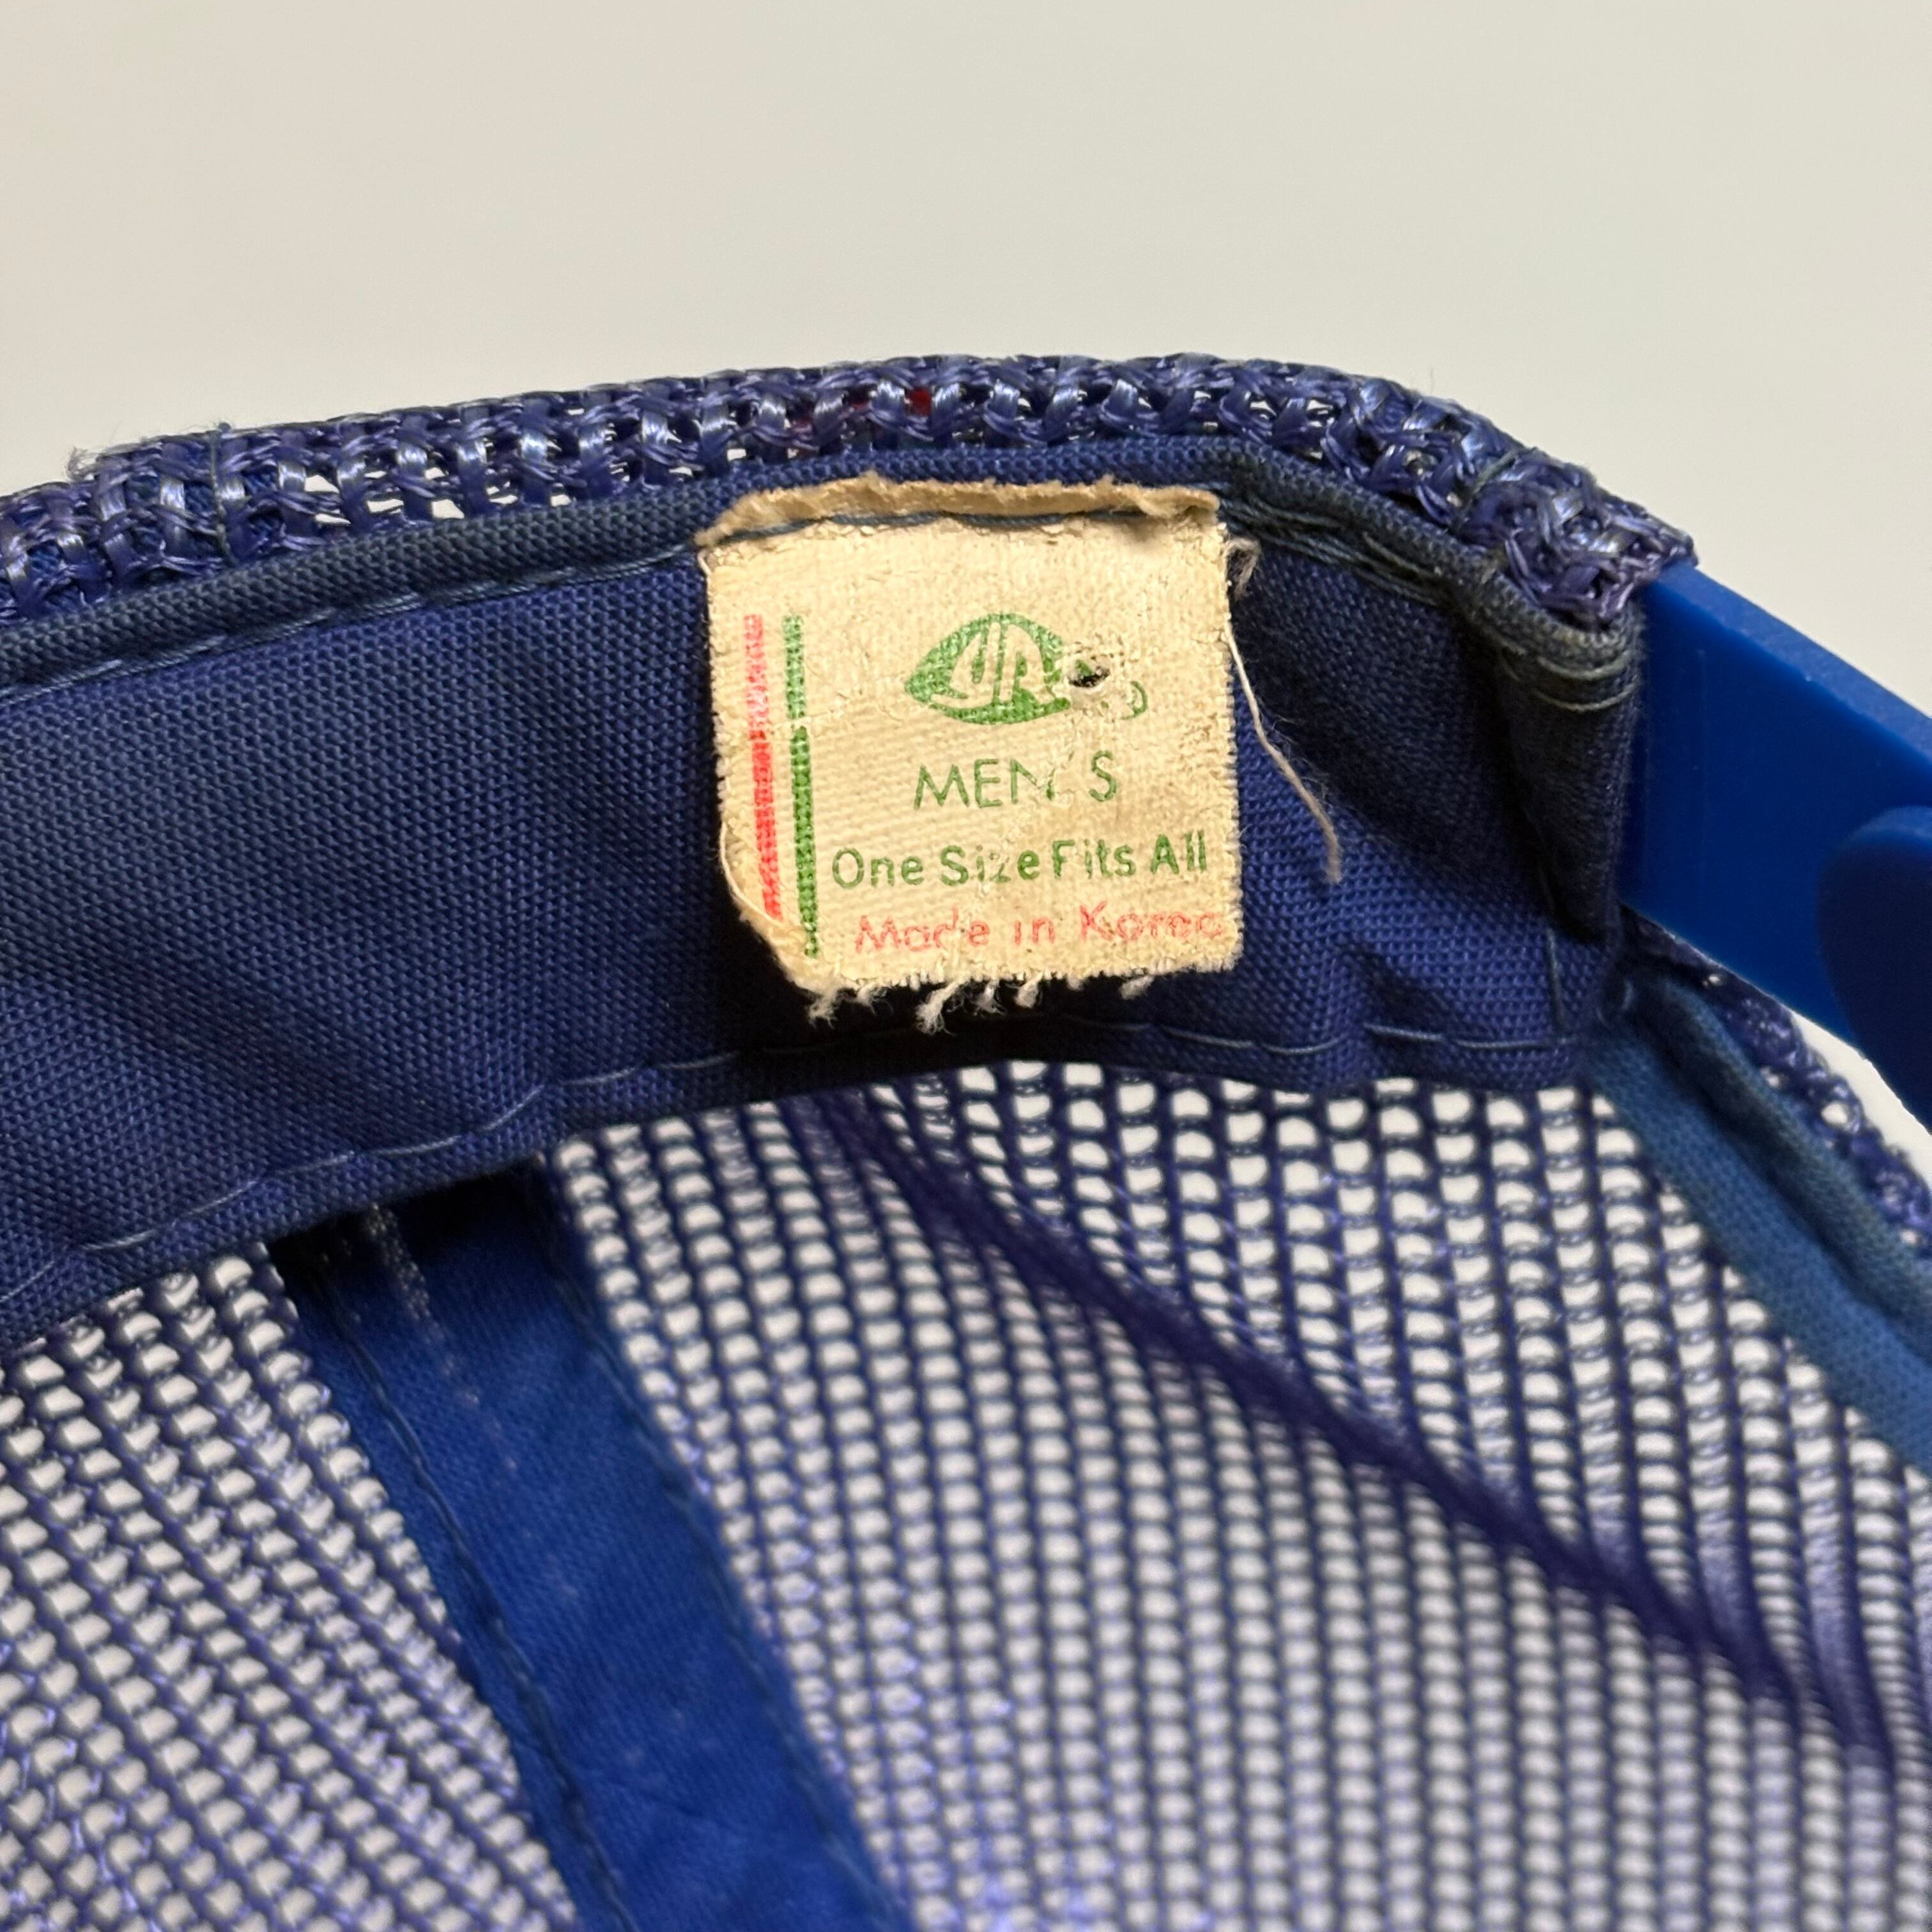 MEN'S
One Size Fits All
Made in Korea